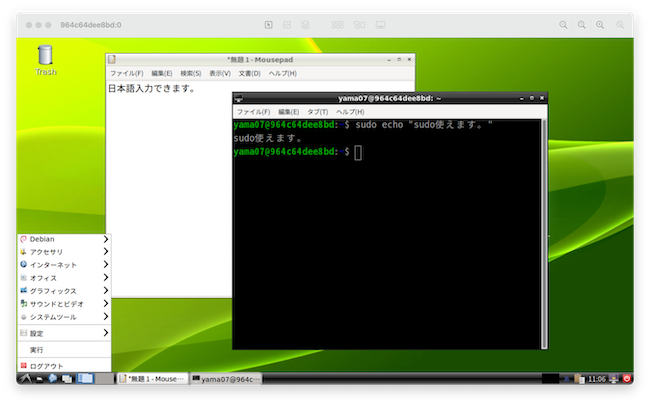 964c64dee8bd:0
Trash
*無題 1 - Mousepad
ファイル(F) 編集(E) 検索(S) 表示(V) 文書(D) ヘルプ(H)
日本語入力できます。
yama07@964c64dee8bd: ~
ファイル(F) 編集(E) タブ(T) ヘルプ(H)
yama07@964c64dee8bd:~$ sudo echo "sudo使えます。"
sudo使えます。
yama07@964c64dee8bd:~$
Debian
アクセサリ
インターネット
オフィス
グラフィックス
サウンドとビデオ
システムツール
設定
実行
ログアウト
*無題 1 - Mouse…
yama07@964c…
11:06